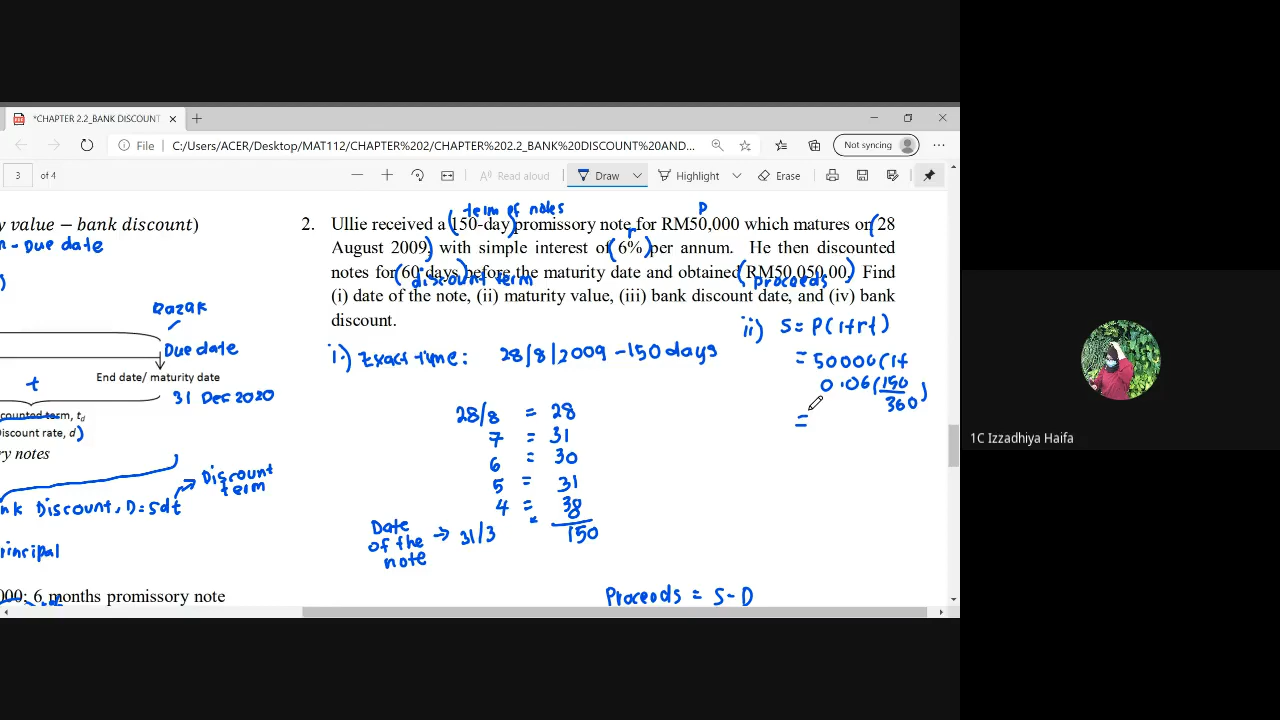 *CHAPTER 2.2_BANK DISCOUNT
File
C:/Users/ACER/Desktop/MAT112/CHAPTER%202/CHAPTER%202.2_BANK%20DISCOUNT%20AND...
Not syncing
3 of 4
Read aloud
Draw
Highlight
Erase
y value – bank discount)
- Due date
Razak
Due date
t
End date/ maturity date
31 Dec 2020
counted term, t_d
Discount rate, d)
ry notes
Discount
term
nk Discount, D = Sdt
rincipal
000; 6 months promissory note
term of notes
P
2. Ullie received a (150-day) promissory note for RM50,000 which matures on (28
r
August 2009) with simple interest of (6%) per annum. He then discounted
notes for (60 days) before the maturity date and obtained (RM50,050.00) Find
discount term proceeds
(i) date of the note, (ii) maturity value, (iii) bank discount date, and (iv) bank
discount.
i.) Exact time: 28/8/2009 - 150 days
28/8 = 28
7 = 31
6 = 30
5 = 31
4 = 38
31/3 150
Date
of the
note
ii) S = P(1+rt)
= 50000(1+
0.06(150
360)
=
Proceeds = S - D
1C Izzadhiya Haifa